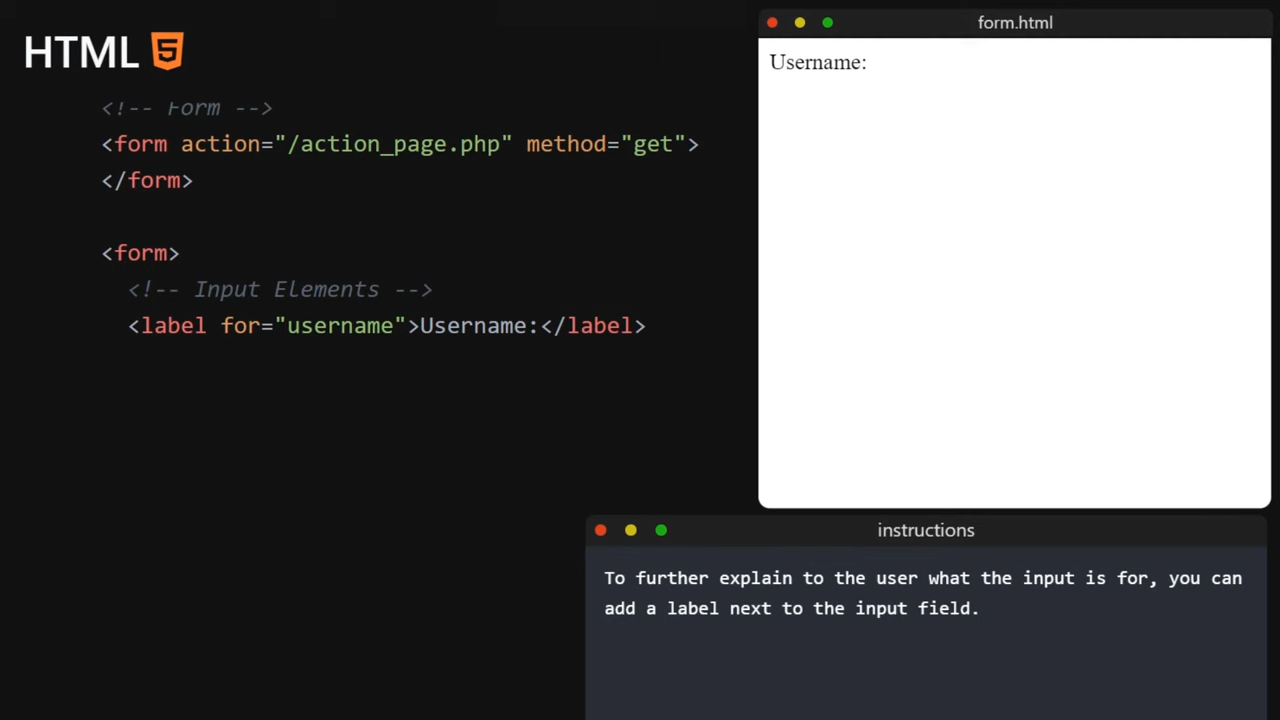 HTML 5
<!-- Form -->
<form action="/action_page.php" method="get">
</form>
<form>
<!-- Input Elements -->
<label for="username">Username:</label>
form.html
Username:
instructions
To further explain to the user what the input is for, you can
add a label next to the input field.